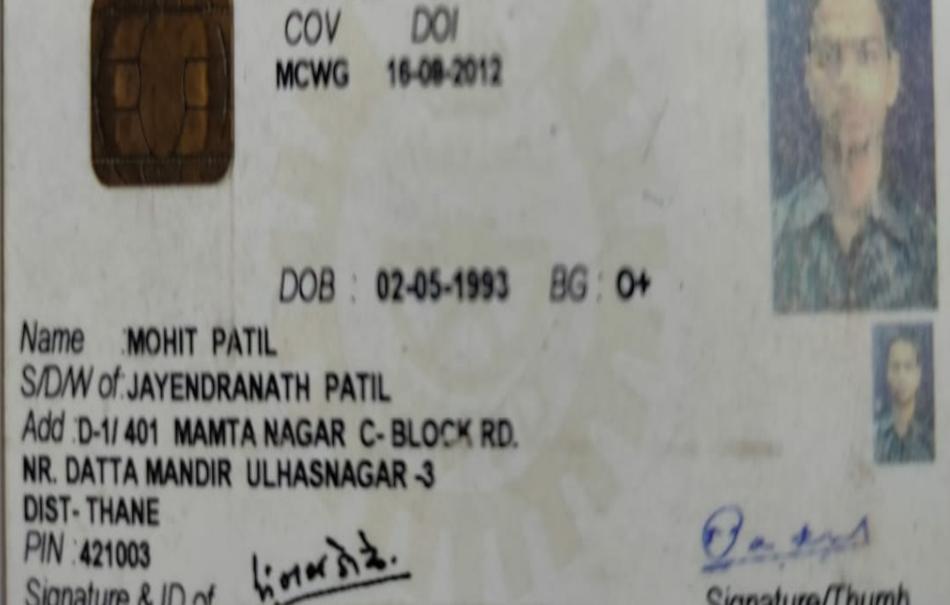 COV DOI
MCWG 16-08-2012
DOB : 02-05-1993 BG : O+
Name :MOHIT PATIL
S/D/W of:JAYENDRANATH PATIL
Add :D-1/ 401 MAMTA NAGAR C- BLOCK RD.
NR. DATTA MANDIR ULHASNAGAR -3
DIST- THANE
PIN :421003
Signature & ID of
Signature/Thumb